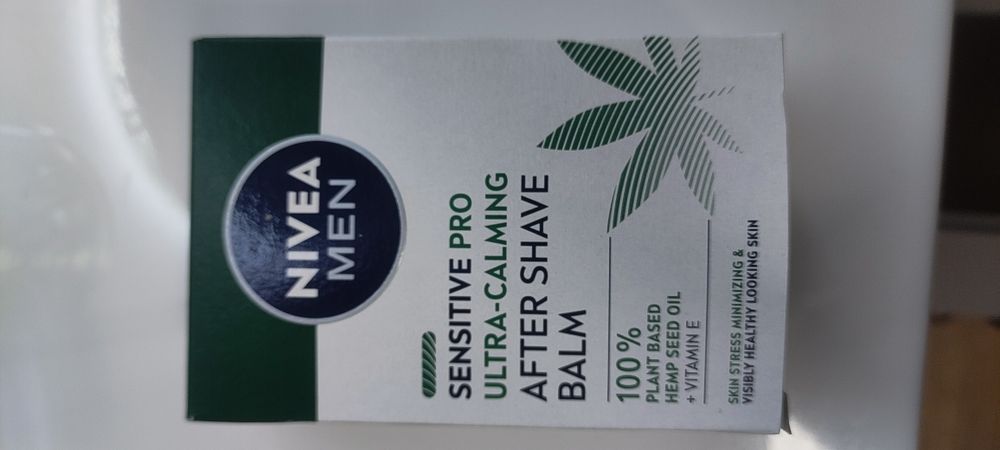 NIVEA
MEN
SENSITIVE PRO
ULTRA-CALMING
AFTER SHAVE
BALM
100%
PLANT BASED
HEMP SEED OIL
+ VITAMIN E
SKIN STRESS MINIMIZING &
VISIBLY HEALTHY LOOKING SKIN